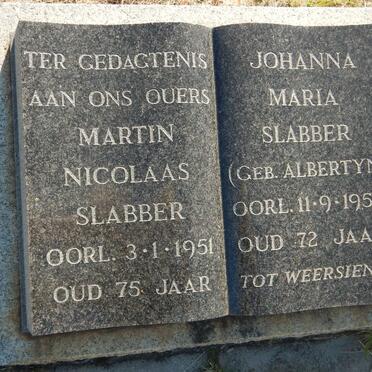 TER GEDAGTENIS
AAN ONS OUERS
MARTIN
NICOLAAS
SLABBER
OORL. 3-1-1951
OUD 75 JAAR
JOHANNA
MARIA
SLABBER
(GEB. ALBERTYN
OORL. 11-9-195
OUD 72 JAA
TOT WEERSIEN